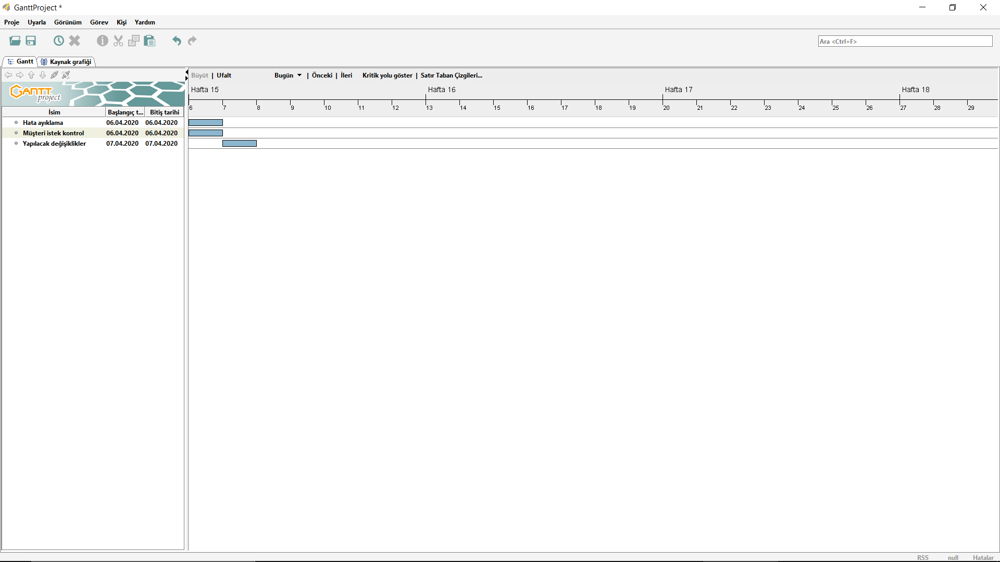 GanttProject *
Proje Uyarla Görünüm Görev Kişi Yardım
Ara <Ctrl+F>
Gantt Kaynak grafiği
Büyüt | Ufalt Bugün | Önceki | İleri Kritik yolu göster | Satır Taban Çizgileri...
GANTT project
Hafta 15 Hafta 16 Hafta 17 Hafta 18
6 7 8 9 10 11 12 13 14 15 16 17 18 19 20 21 22 23 24 25 26 27 28 29
İsim Başlangıç t... Bitiş tarihi
Hata ayıklama 06.04.2020 06.04.2020
Müşteri istek kontrol 06.04.2020 06.04.2020
Yapılacak değişiklikler 07.04.2020 07.04.2020
RSS null Hatalar